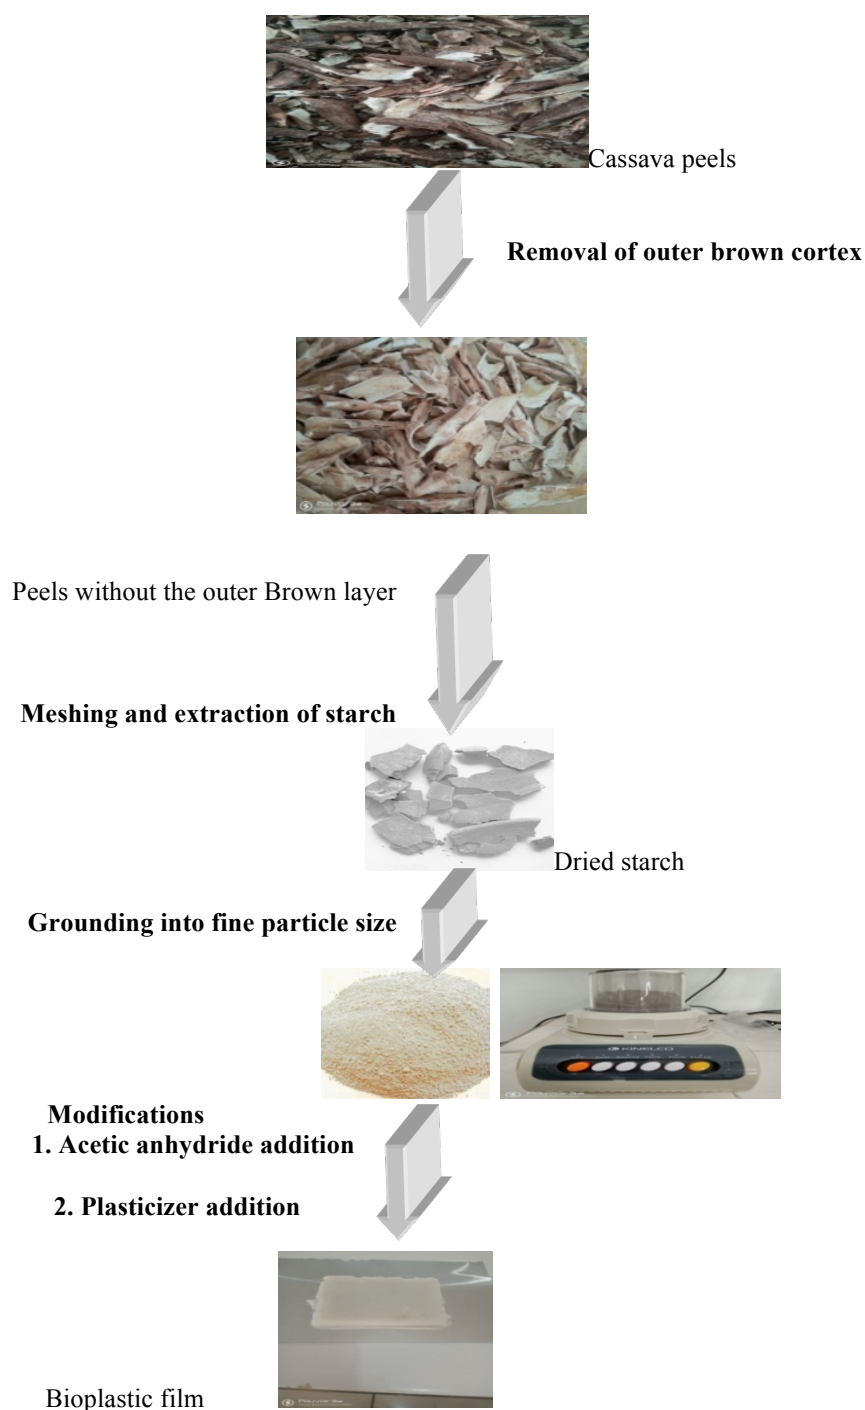 Cassava peels
Removal of outer brown cortex
Peels without the outer Brown layer
Meshing and extraction of starch
Dried starch
Grounding into fine particle size
KINELCO
Modifications
1. Acetic anhydride addition
2. Plasticizer addition
Bioplastic film